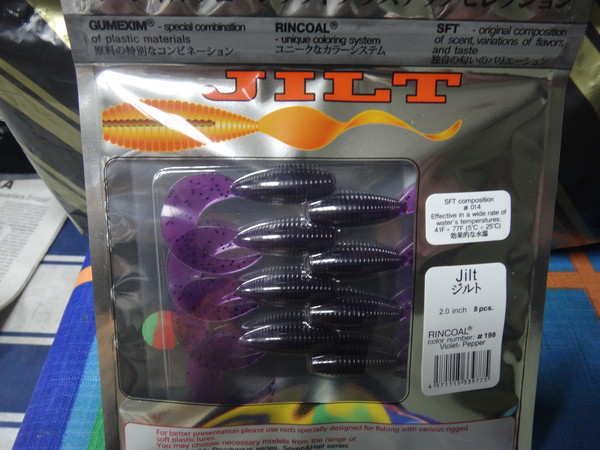 GUMEXIM® - special combination
of plastic materials
原料の特別なコンビネーション
RINCOAL®
- unique coloring system
ユニークなカラーシステム
SFT - original composition
of scent, variations of flavors,
and taste
独自の匂いのバリエーション
JILT
SFT composition
# 014
Effective in a wide rate of
water's temperatures:
41F ÷ 77F (5°C ÷ 25°C)
効果的な水温
Jilt
ジルト
2.0 inch 8 pcs.
RINCOAL®
color number: # 198
Violet- Pepper
For better presentation please use rods specially designed for fishing with various rigged
soft plastic lures.
You may choose necessary models from the range of
series, Seven&Half series